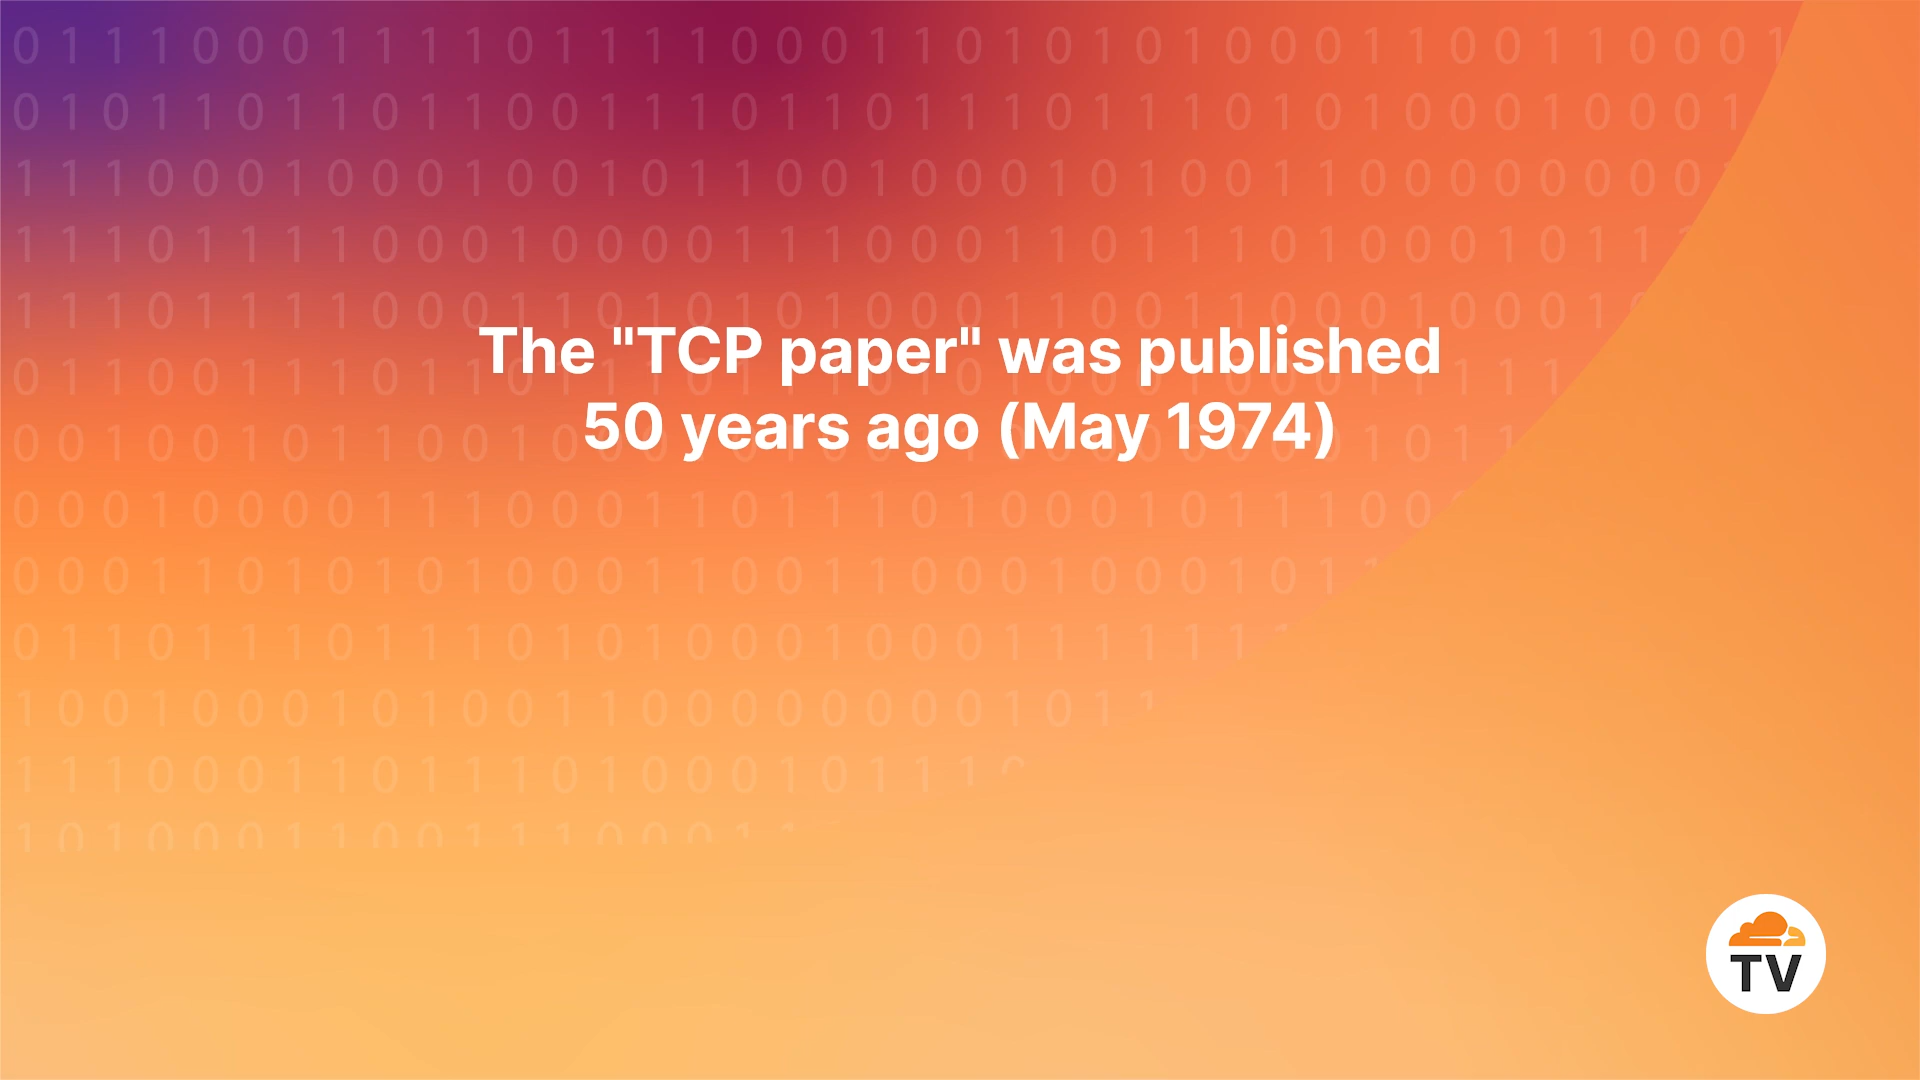 The "TCP paper" was published
50 years ago (May 1974)
TV